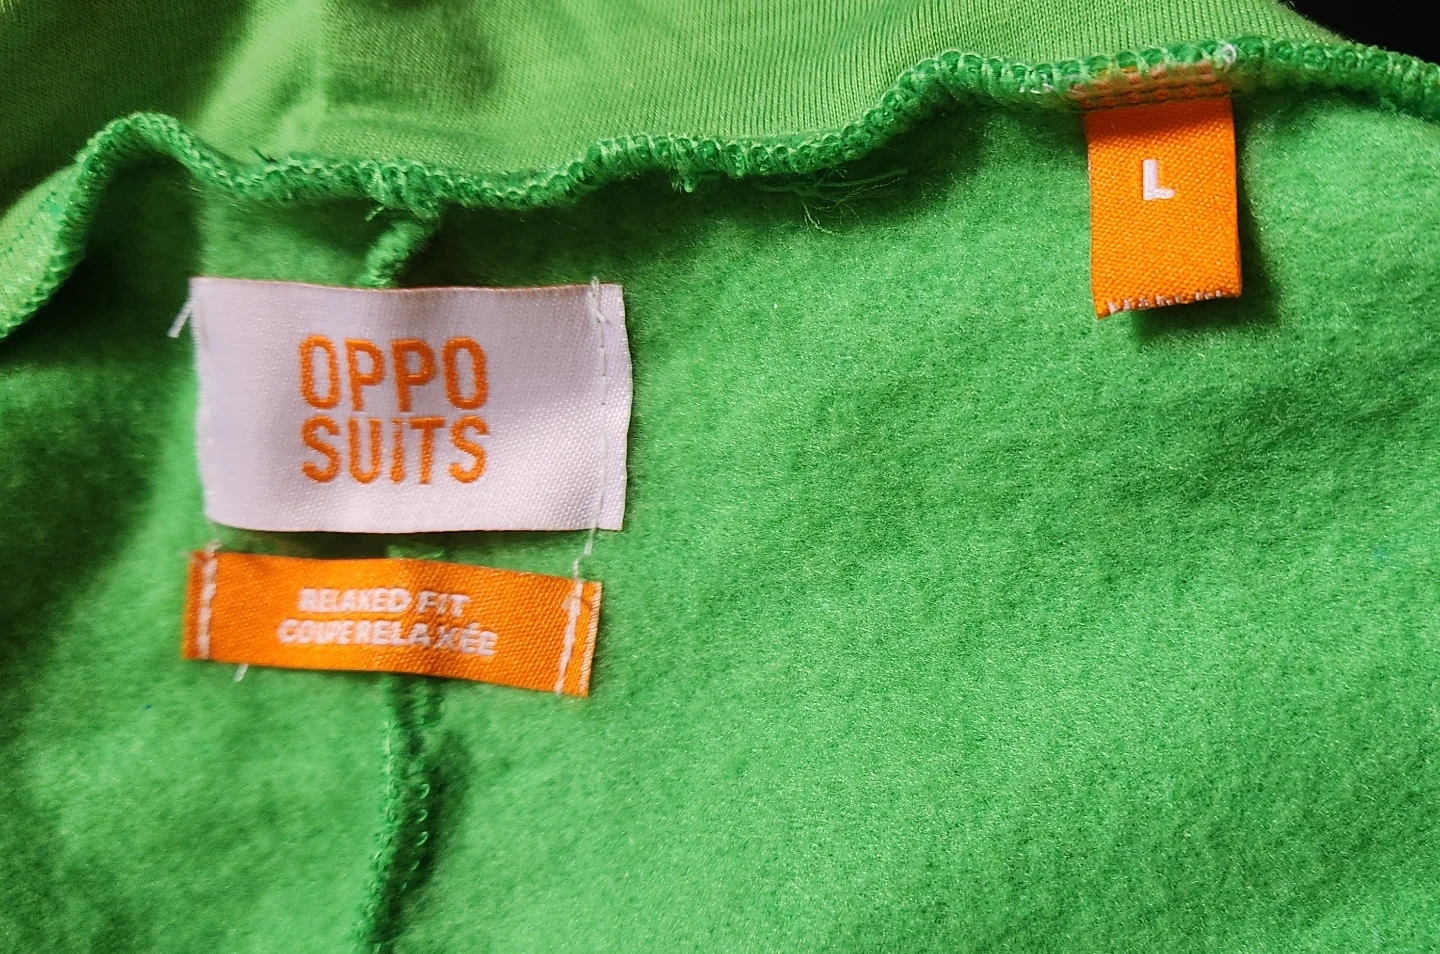 L
OPPO
SUITS
RELAXED FIT
COUPE RELAXÉE